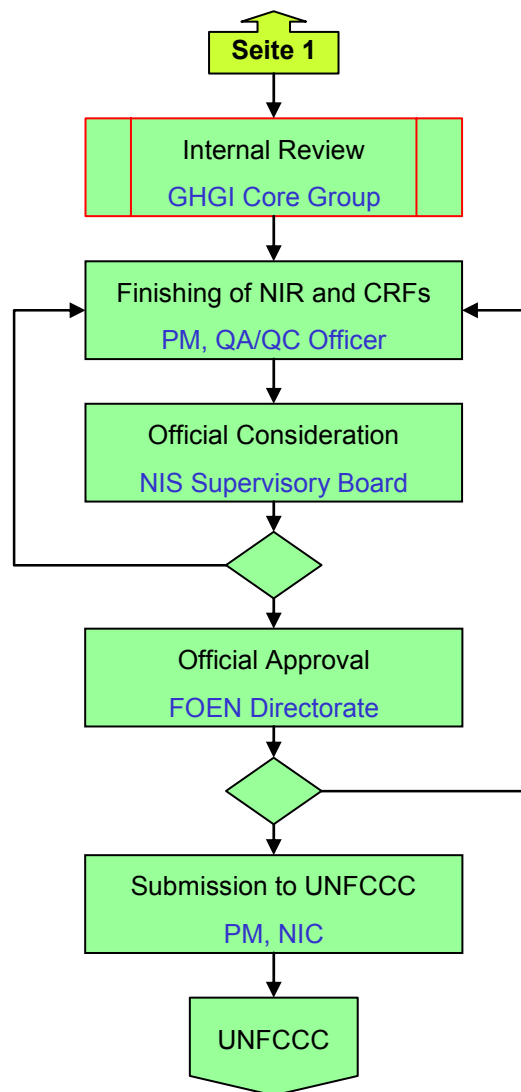 Seite 1
Internal Review
GHGI Core Group
Finishing of NIR and CRFs
PM, QA/QC Officer
Official Consideration
NIS Supervisory Board
Official Approval
FOEN Directorate
Submission to UNFCCC
PM, NIC
UNFCCC